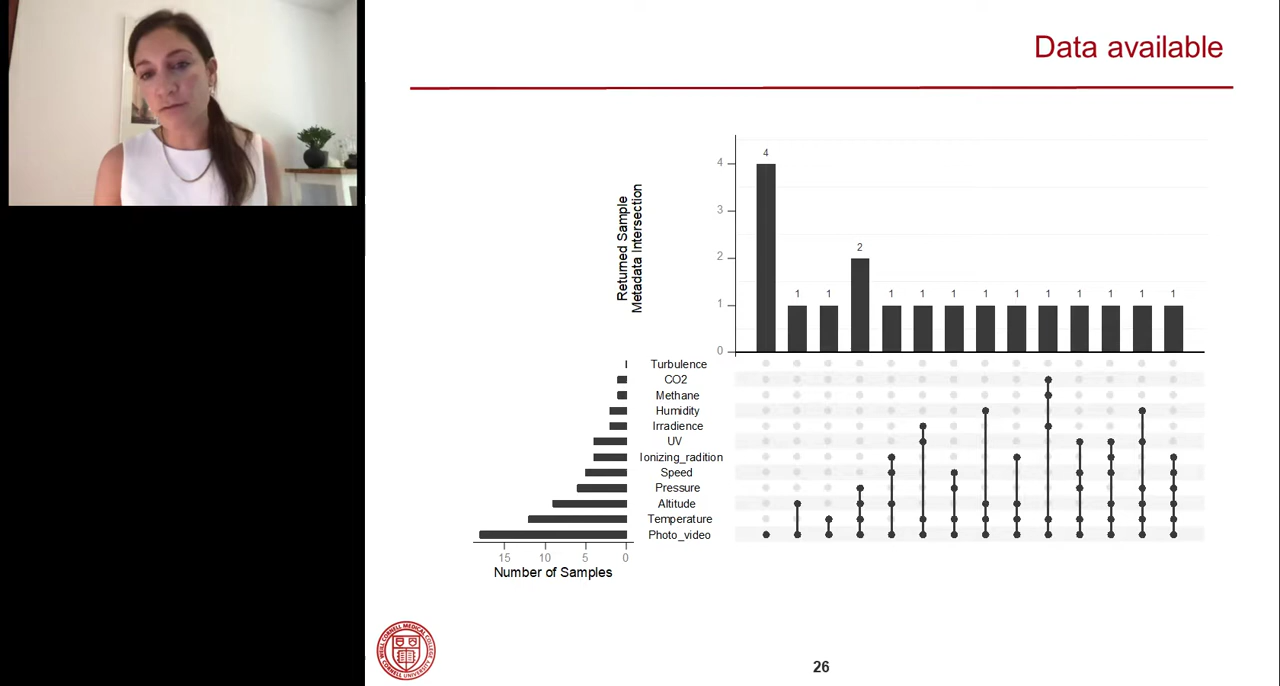 Data available
Returned Sample
Metadata Intersection
4
3
2
1
0
4
1
1
2
1
1
1
1
1
1
1
1
1
1
Turbulence
CO2
Methane
Humidity
Irradience
UV
Ionizing_radition
Speed
Pressure
Altitude
Temperature
Photo_video
15 10 5 0
Number of Samples
26